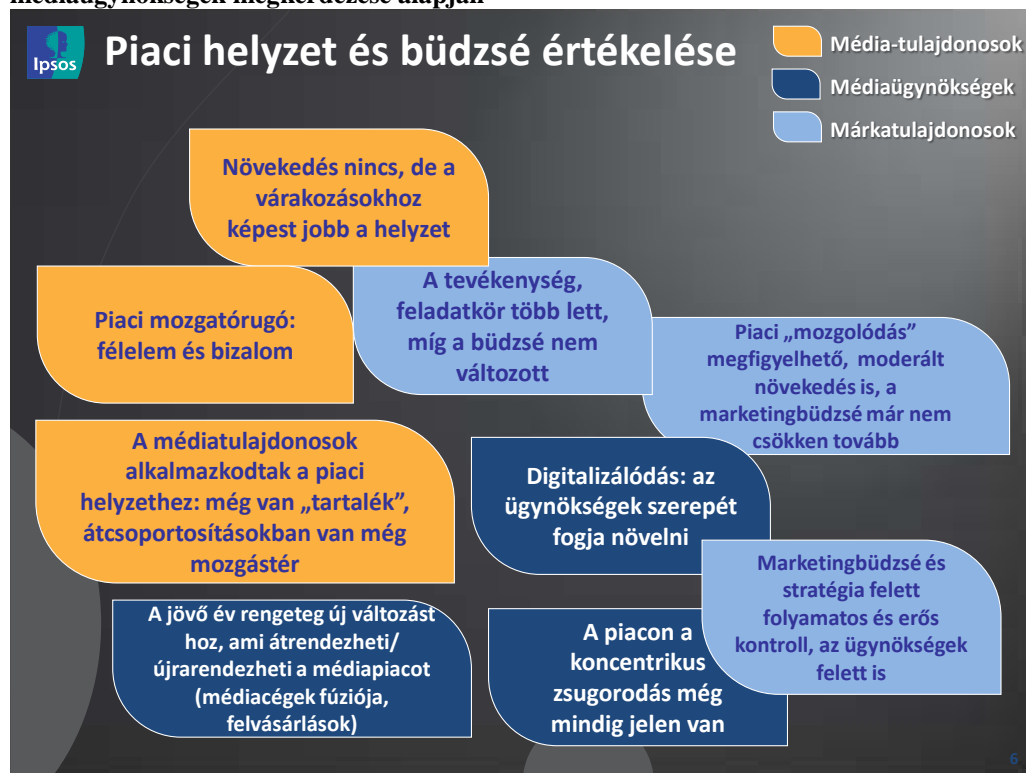 médiaügynökségek megkérdezése alapján
Ipsos
Piaci helyzet és büdzsé értékelése
Média-tulajdonosok
Médiaügynökségek
Márkatulajdonosok
Növekedés nincs, de a
várakozásokhoz
képest jobb a helyzet
Piaci mozgatórugó:
félelem és bizalom
A tevékenység,
feladatkör több lett,
míg a büdzsé nem
változott
Piaci „mozgolódás”
megfigyelhető, moderált
növekedés is, a
marketingbüdzsé már nem
csökken tovább
A médiatulajdonosok
alkalmazkodtak a piaci
helyzethez: még van „tartalék”,
átcsoportosításokban van még
mozgástér
Digitalizálódás: az
ügynökségek szerepét
fogja növelni
Marketingbüdzsé és
stratégia felett
folyamatos és erős
kontroll, az ügynökségek
felett is
A jövő év rengeteg új változást
hoz, ami átrendezheti/
újrarendezheti a médiapiacot
(médiacégek fúziója,
felvásárlások)
A piacon a
koncentrikus
zsugorodás még
mindig jelen van
6